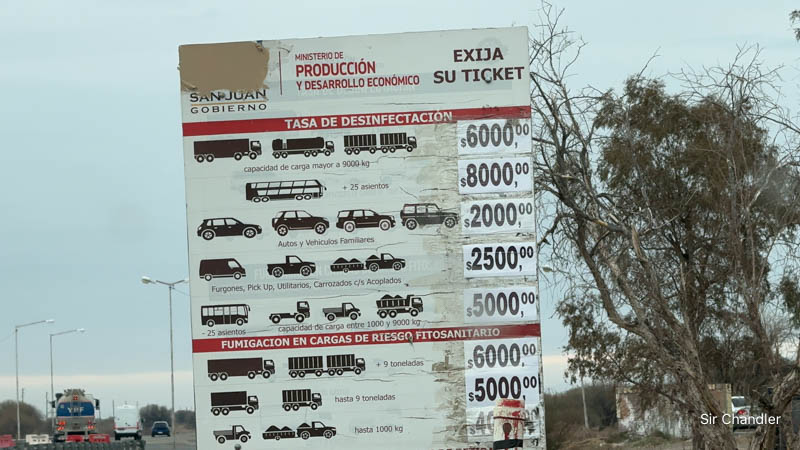 SAN JUAN
GOBIERNO
MINISTERIO DE
PRODUCCIÓN
Y DESARROLLO ECONÓMICO
EXIJA
SU TICKET
TASA DE DESINFECTACIÓN
$6000,00
capacidad de carga mayor a 9000 kg
+ 25 asientos
$8000,00
Autos y Vehículos Familiares
$2000,00
Furgones, Pick Up, Utilitarios, Carrozados c/s Acoplados
$2500,00
- 25 asientos
capacidad de carga entre 1000 y 9000 kg
$5000,00
FUMIGACIÓN EN CARGAS DE RIESGO FITOSANITARIO
+ 9 toneladas
$6000,00
hasta 9 toneladas
$5000,00
hasta 1000 kg
YPF
Sir Chandler